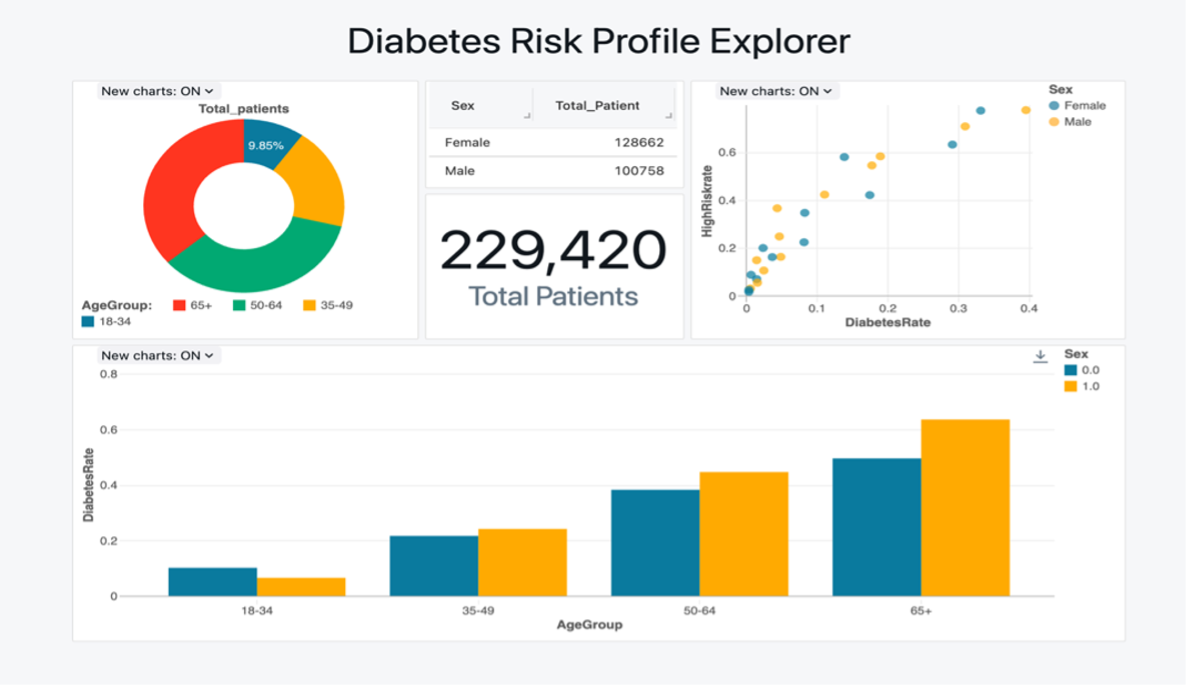 Diabetes Risk Profile Explorer
New charts: ON
Total_patients
9.85%
AgeGroup: 65+ 50-64 35-49
18-34
Sex Total_Patient
Female 128662
Male 100758
229,420
Total Patients
New charts: ON
Sex
Female
Male
HighRiskrate
0.6
0.4
0.2
0
0 0.1 0.2 0.3 0.4
DiabetesRate
New charts: ON
Sex
0.0
1.0
DiabetesRate
0.8
0.6
0.4
0.2
0
18-34 35-49 50-64 65+
AgeGroup